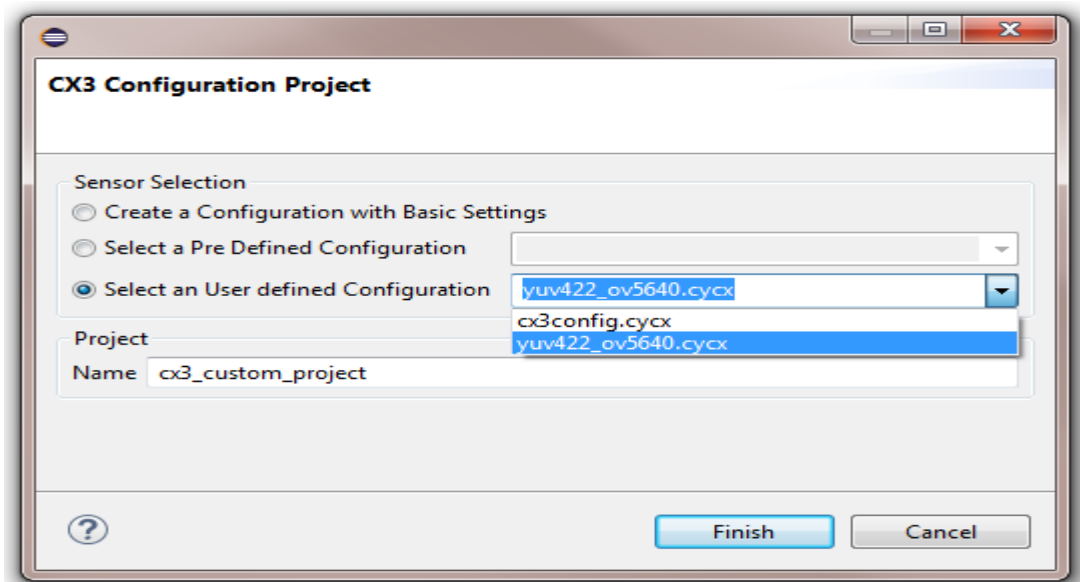 CX3 Configuration Project
Sensor Selection
Create a Configuration with Basic Settings
Select a Pre Defined Configuration
Select an User defined Configuration yuv422_ov5640.cycx
cx3config.cycx
yuv422_ov5640.cycx
Project
Name cx3_custom_project
?
Finish Cancel